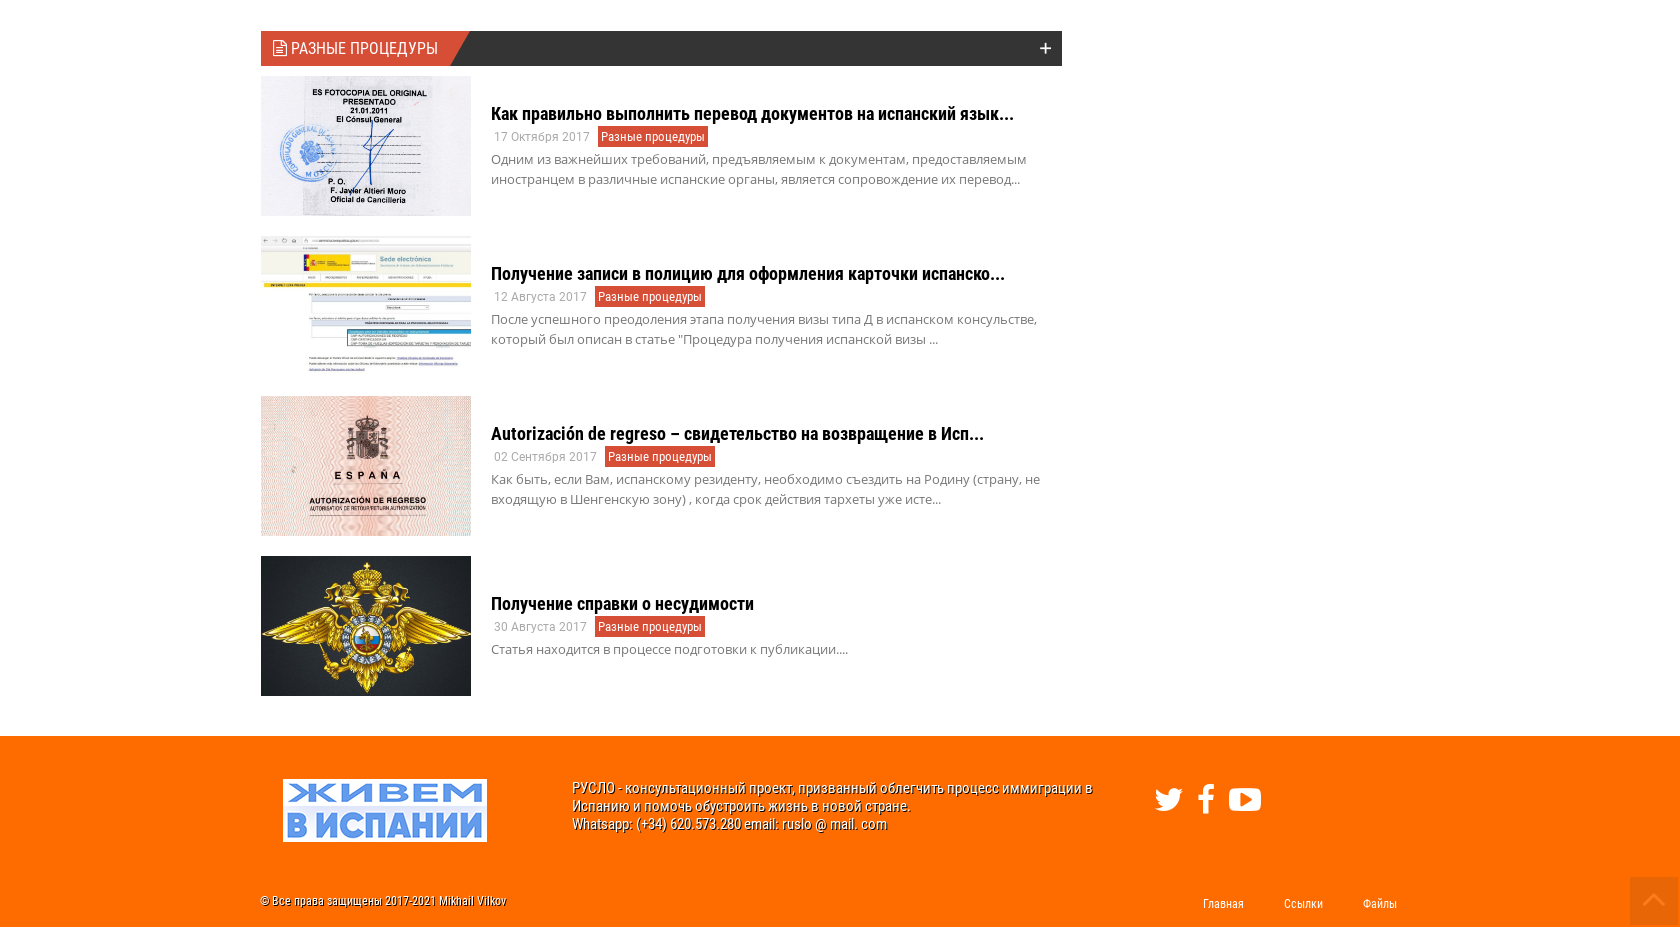 РАЗНЫЕ ПРОЦЕДУРЫ
ES FOTOCOPIA DEL ORIGINAL
PRESENTADO
21.01.2011
El Cónsul General
MOSCU
P. O.
F. Javier Altieri Moro
Oficial de Cancillería
Как правильно выполнить перевод документов на испанский язык...
17 Октября 2017 Разные процедуры
Одним из важнейших требований, предъявляемым к документам, предоставляемым
иностранцем в различные испанские органы, является сопровождение их перевод...
Sede electrónica
Получение записи в полицию для оформления карточки испанско...
12 Августа 2017 Разные процедуры
После успешного преодоления этапа получения визы типа Д в испанском консульстве,
который был описан в статье "Процедура получения испанской визы ...
ESPAÑA
AUTORIZACIÓN DE REGRESO
AUTORISATION DE RETOUR/RETURN AUTHORIZATION
Autorización de regreso – свидетельство на возвращение в Исп...
02 Сентября 2017 Разные процедуры
Как быть, если Вам, испанскому резиденту, необходимо съездить на Родину (страну, не
входящую в Шенгенскую зону) , когда срок действия тархеты уже исте...
Получение справки о несудимости
30 Августа 2017 Разные процедуры
Статья находится в процессе подготовки к публикации....
ЖИВЕМ
В ИСПАНИИ
РУСЛО - консультационный проект, призванный облегчить процесс иммиграции в
Испанию и помочь обустроить жизнь в новой стране.
Whatsapp: (+34) 620.573.280 email: ruslo @ mail. com
© Все права защищены 2017-2021 Mikhail Vilkov
Главная Ссылки Файлы